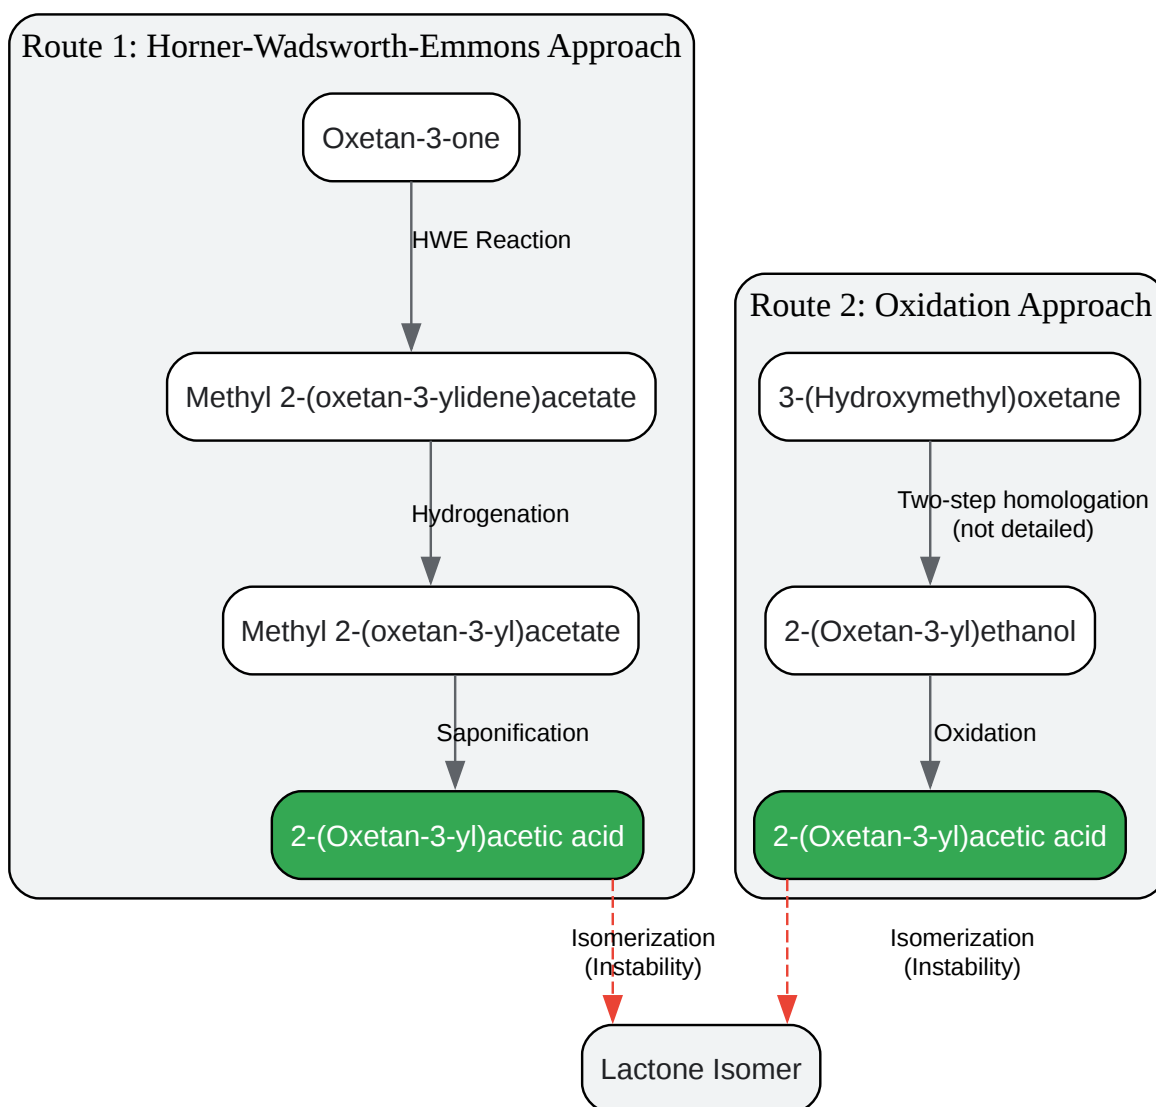 Route 1: Horner-Wadsworth-Emmons Approach
Oxetan-3-one
HWE Reaction
Methyl 2-(oxetan-3-ylidene)acetate
Hydrogenation
Methyl 2-(oxetan-3-yl)acetate
Saponification
2-(Oxetan-3-yl)acetic acid
Isomerization
(Instability)
Route 2: Oxidation Approach
3-(Hydroxymethyl)oxetane
Two-step homologation
(not detailed)
2-(Oxetan-3-yl)ethanol
Oxidation
2-(Oxetan-3-yl)acetic acid
Isomerization
(Instability)
Lactone Isomer